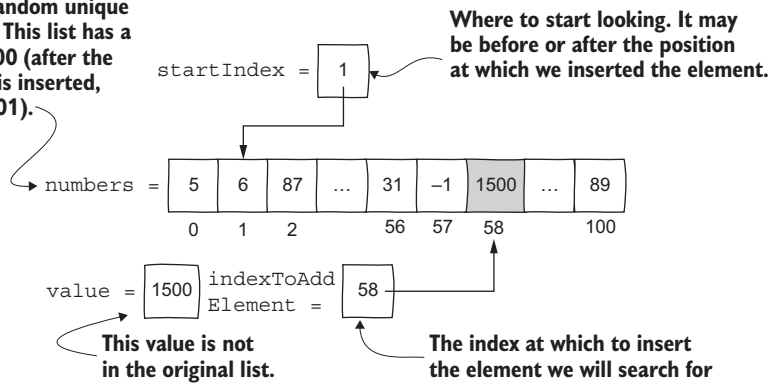 andom unique
This list has a
00 (after the
is inserted,
01).
Where to start looking. It may
be before or after the position
at which we inserted the element.
startIndex = 1
numbers = 5 6 87 … 31 –1 1500 … 89
0 1 2 56 57 58 100
value = 1500 indexToAdd
Element = 58
This value is not
in the original list.
The index at which to insert
the element we will search for